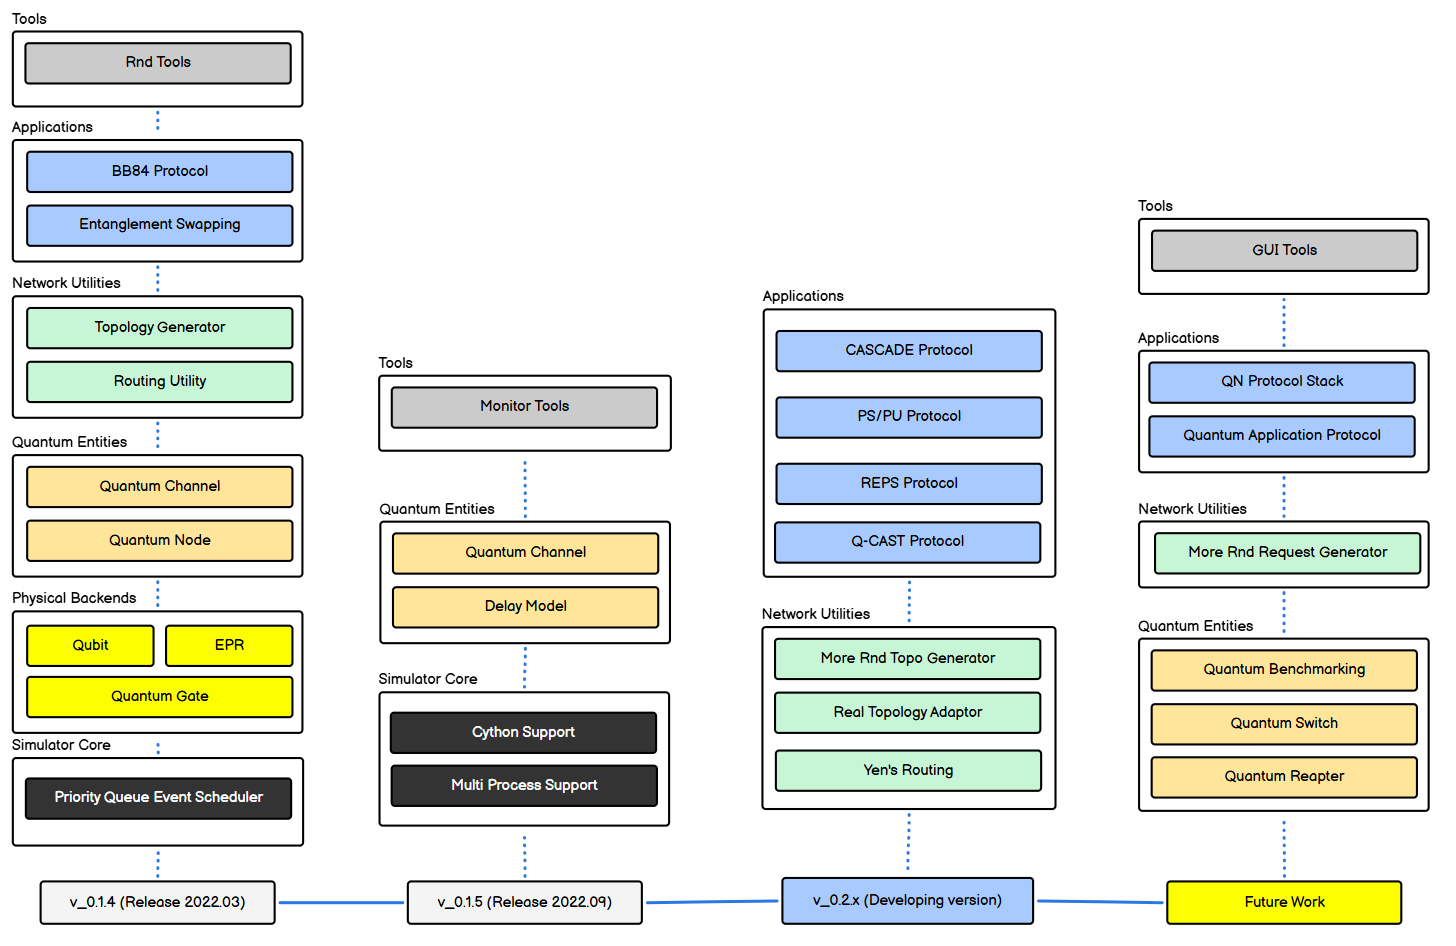 Tools
Rnd Tools
Applications
BB84 Protocol
Entanglement Swapping
Network Utilities
Topology Generator
Routing Utility
Quantum Entities
Quantum Channel
Quantum Node
Physical Backends
Qubit
EPR
Quantum Gate
Simulator Core
Priority Queue Event Scheduler
v_0.1.4 (Release 2022.03)
Tools
Monitor Tools
Quantum Entities
Quantum Channel
Delay Model
Simulator Core
Cython Support
Multi Process Support
v_0.1.5 (Release 2022.09)
Applications
CASCADE Protocol
PS/PU Protocol
REPS Protocol
Q-CAST Protocol
Network Utilities
More Rnd Topo Generator
Real Topology Adaptor
Yen's Routing
v_0.2.x (Developing version)
Tools
GUI Tools
Applications
QN Protocol Stack
Quantum Application Protocol
Network Utilities
More Rnd Request Generator
Quantum Entities
Quantum Benchmarking
Quantum Switch
Quantum Reapter
Future Work